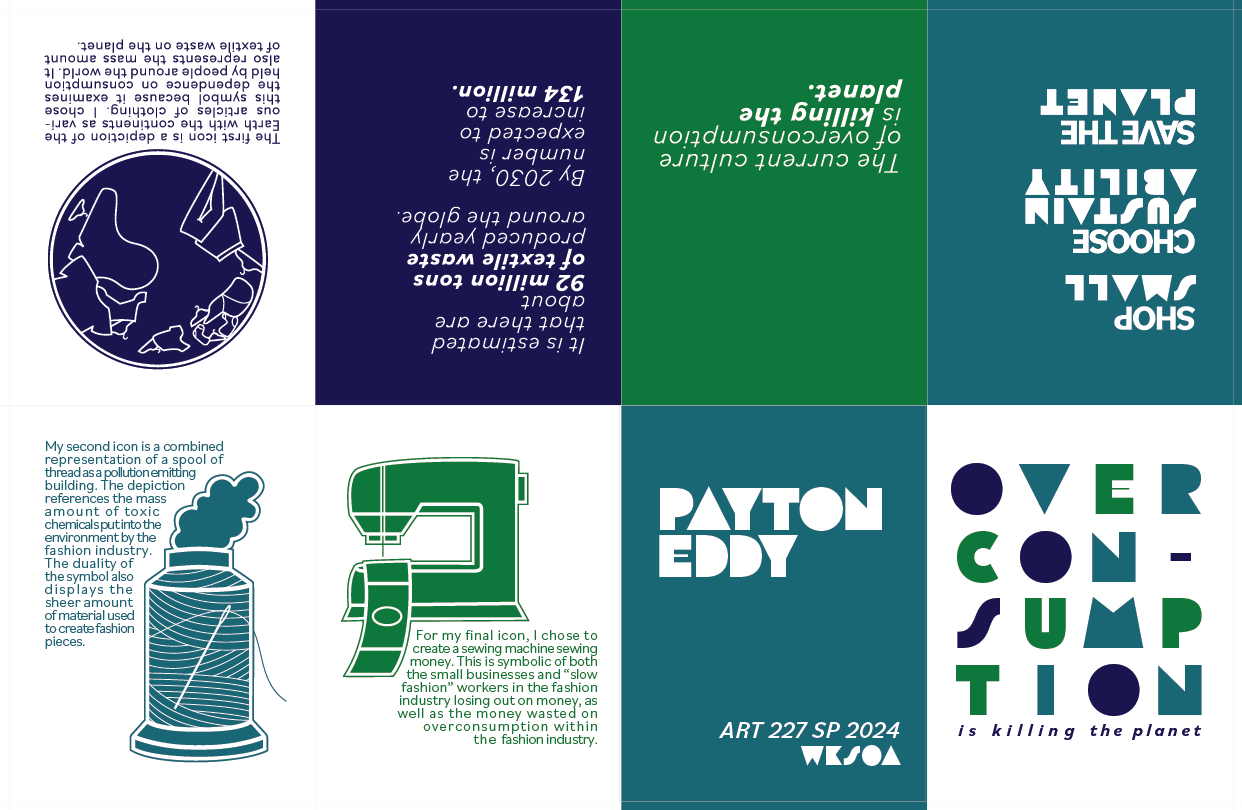 The first icon is a depiction of the
Earth with the continents as vari-
ous articles of clothing. I chose
this symbol because it examines
the dependence on consumption
held by people around the world. It
also represents the mass amount
of textile waste on the planet.
It is estimated
that there are
about
92 million tons
of textile waste
produced yearly
around the globe.
By 2030, the
number is
expected to
increase to
134 million.
The current culture
of overconsumption
is killing the
planet.
SHOP
SMALL
CHOOSE
SUSTAIN
ABILITY
SAVE THE
PLANET
My second icon is a combined
representation of a spool of
thread as a pollution emitting
building. The depiction
references the mass
amount of toxic
chemicals put into the
environment by the
fashion industry.
The duality of
the symbol also
displays the
sheer amount
of material used
to create fashion
pieces.
For my final icon, I chose to
create a sewing machine sewing
money. This is symbolic of both
the small businesses and “slow
fashion” workers in the fashion
industry losing out on money, as
well as the money wasted on
overconsumption within
the fashion industry.
PAYTON
EDDY
ART 227 SP 2024
WKSOA
OVER
CON-
SUMP
TION
is killing the planet